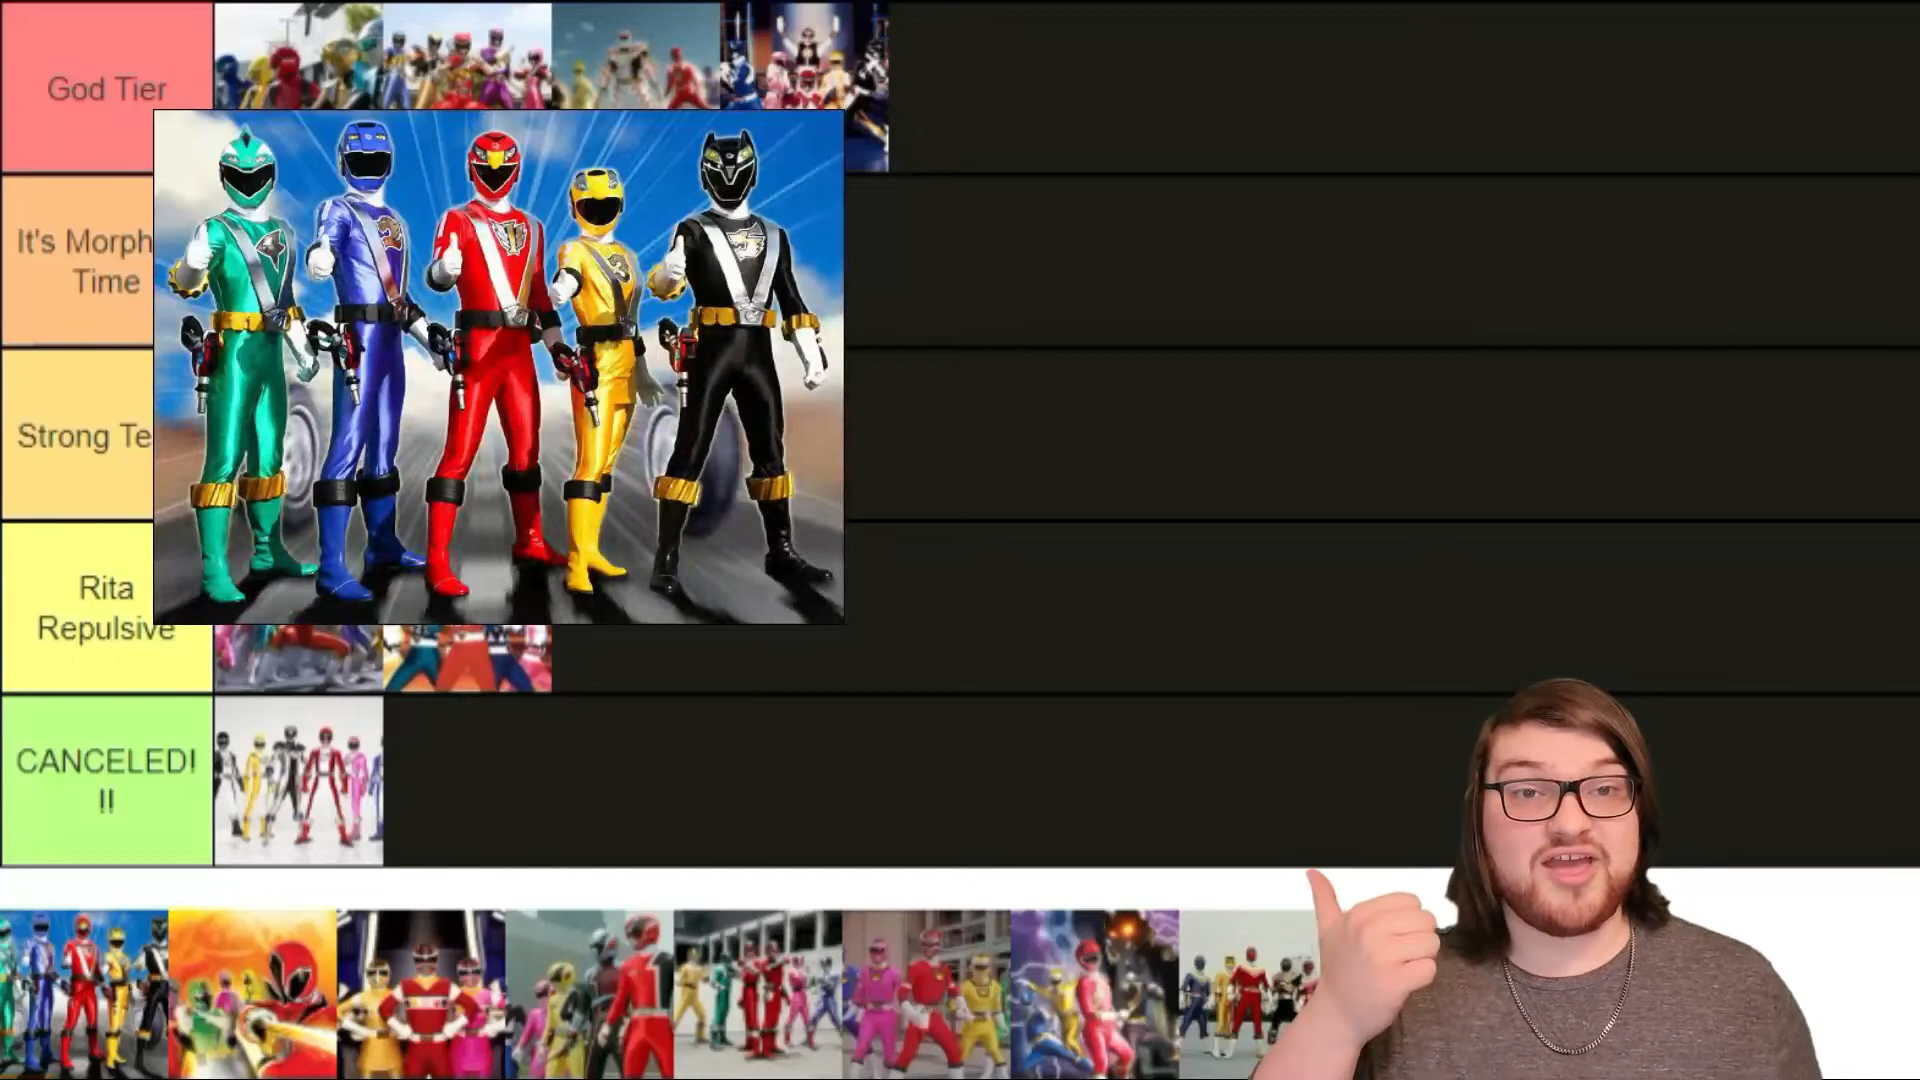 God Tier
It's Morph
Time
Strong Te
Rita
Repulsive
CANCELED!
!!